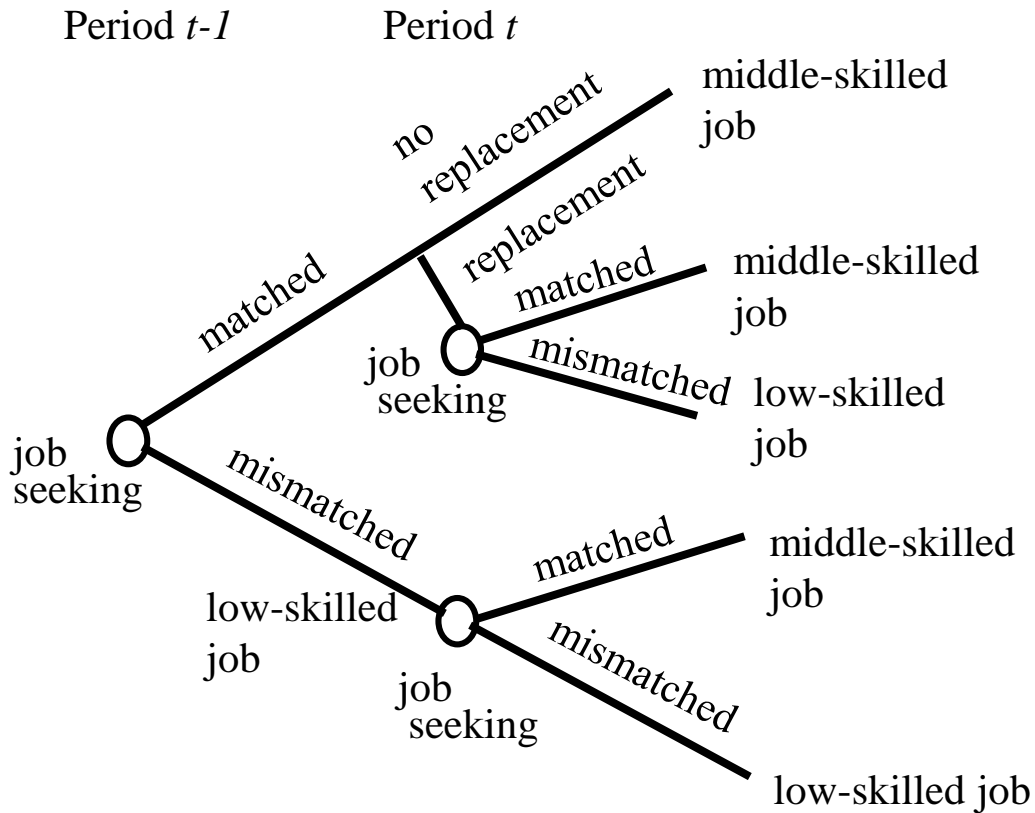 Period t-1
Period t
no
replacement
middle-skilled
job
replacement
matched
matched
middle-skilled
job
job
seeking
mismatched
low-skilled
job
job
seeking
mismatched
low-skilled
job
job
seeking
matched
middle-skilled
job
mismatched
low-skilled job